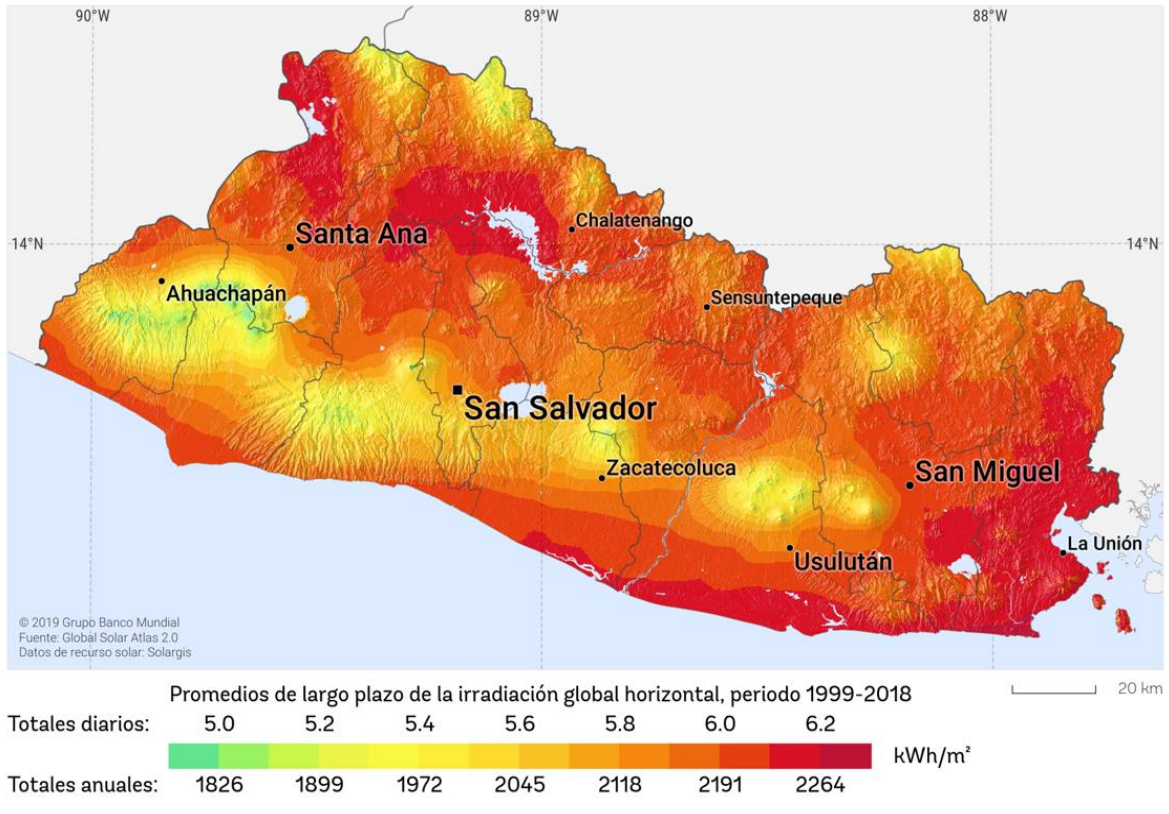 90°W 89°W 88°W
14°N 14°N
Santa Ana
Chalatenango
Ahuachapán
Sensuntepeque
San Salvador
Zacatecoluca
San Miguel
La Unión
Usulután
© 2019 Grupo Banco Mundial
Fuente: Global Solar Atlas 2.0
Datos de recurso solar: Solargis
Promedios de largo plazo de la irradiación global horizontal, periodo 1999-2018
20 km
Totales diarios: 5.0 5.2 5.4 5.6 5.8 6.0 6.2
kWh/m²
Totales anuales: 1826 1899 1972 2045 2118 2191 2264